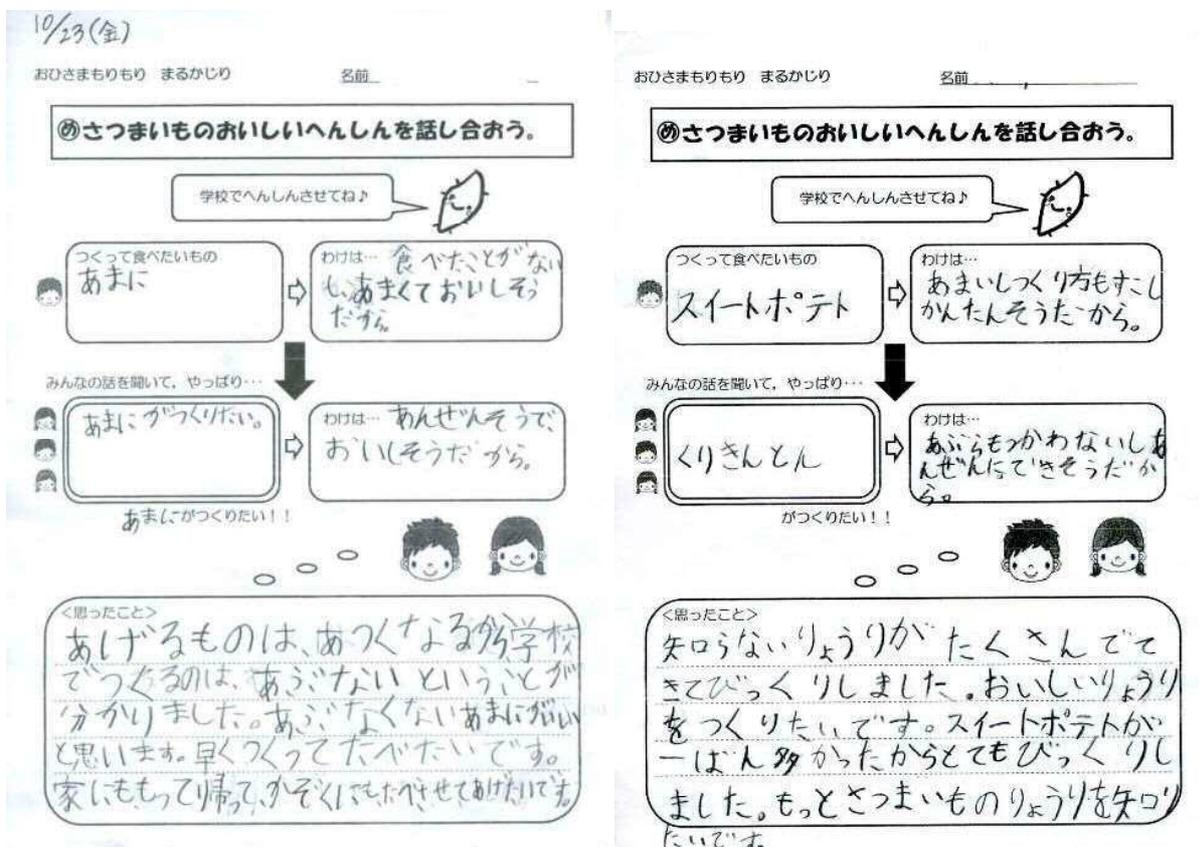 10/23(金)
おひさまもりもり まるかじり 名前
めさつまいものおいしいへんしんを話し合おう。
学校でへんしんさせてね♪
つくって食べたいもの
あまに
わけは… 食べたことがない
し、あまくておいしそう
だから。
みんなの話を聞いて，やっぱり…
あまにがつくりたい。
わけは… あんぜんそうで、
おいしそうだから。
あまにがつくりたい！！
<思ったこと>
あげるものは、あつくなるから、学校
でつくるのは、あぶないということが
分かりました。あぶなくないあまにがいい
と思います。早くつくってたべたいです。
家にももって帰って、かぞくにもたべさせてあげたいです。
おひさまもりもり まるかじり 名前
めさつまいものおいしいへんしんを話し合おう。
学校でへんしんさせてね♪
つくって食べたいもの
スイートポテト
わけは…
あまいしつくり方もすこし
かんたんそうだから。
みんなの話を聞いて，やっぱり…
くりきんとん
わけは…
あぶらもつかわないしあ
んぜんにできそうだか
ら。
がつくりたい！！
<思ったこと>
知らないりょうりがたくさんでて
きてびっくりしました。おいしいりょうり
をつくりたいです。スイートポテトが
一ばん多かったからとてもびっくりし
ました。もっとさつまいものりょうりを知り
たいです。